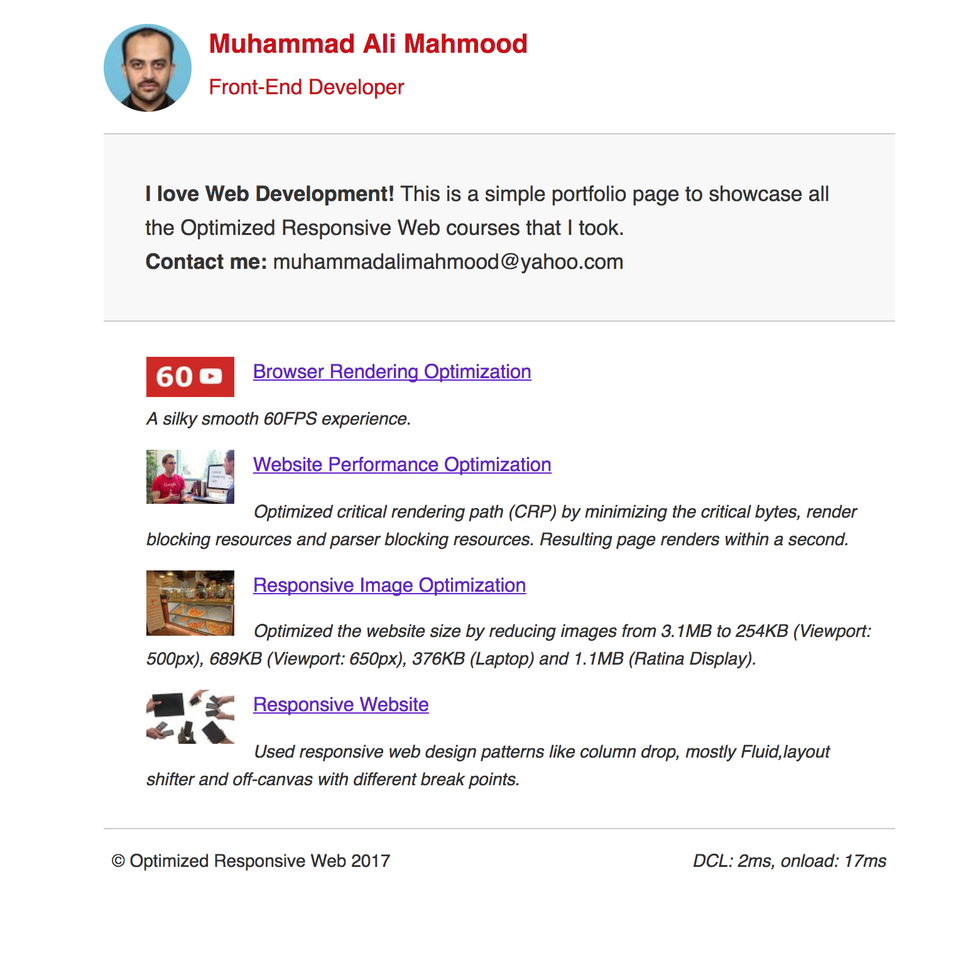 Muhammad Ali Mahmood
Front-End Developer
I love Web Development! This is a simple portfolio page to showcase all
the Optimized Responsive Web courses that I took.
Contact me: muhammadalimahmood@yahoo.com
60
Browser Rendering Optimization
A silky smooth 60FPS experience.
Website Performance Optimization
Optimized critical rendering path (CRP) by minimizing the critical bytes, render
blocking resources and parser blocking resources. Resulting page renders within a second.
Responsive Image Optimization
Optimized the website size by reducing images from 3.1MB to 254KB (Viewport:
500px), 689KB (Viewport: 650px), 376KB (Laptop) and 1.1MB (Ratina Display).
Responsive Website
Used responsive web design patterns like column drop, mostly Fluid,layout
shifter and off-canvas with different break points.
© Optimized Responsive Web 2017
DCL: 2ms, onload: 17ms